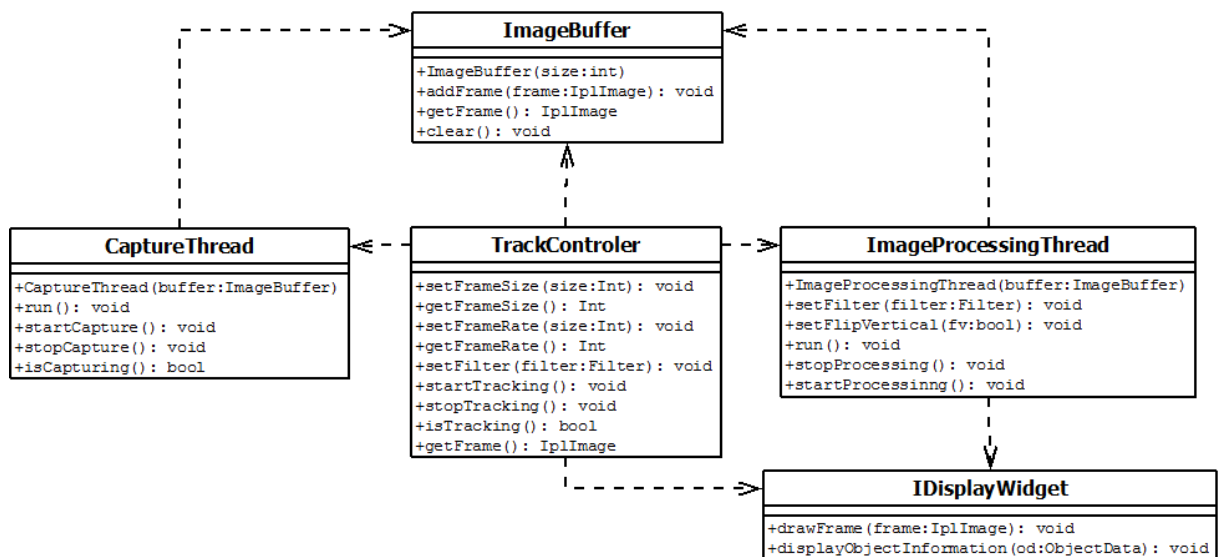 ImageBuffer
+ImageBuffer(size:int)
+addFrame(frame:IplImage): void
+getFrame(): IplImage
+clear(): void
CaptureThread
+CaptureThread(buffer:ImageBuffer)
+run(): void
+startCapture(): void
+stopCapture(): void
+isCapturing(): bool
TrackControler
+setFrameSize(size:Int): void
+getFrameSize(): Int
+setFrameRate(size:Int): void
+getFrameRate(): Int
+setFilter(filter:Filter): void
+startTracking(): void
+stopTracking(): void
+isTracking(): bool
+getFrame(): IplImage
ImageProcessingThread
+ImageProcessingThread(buffer:ImageBuffer)
+setFilter(filter:Filter): void
+setFlipVertical(fv:bool): void
+run(): void
+stopProcessing(): void
+startProcessinng(): void
IDisplayWidget
+drawFrame(frame:IplImage): void
+displayObjectInformation(od:ObjectData): void